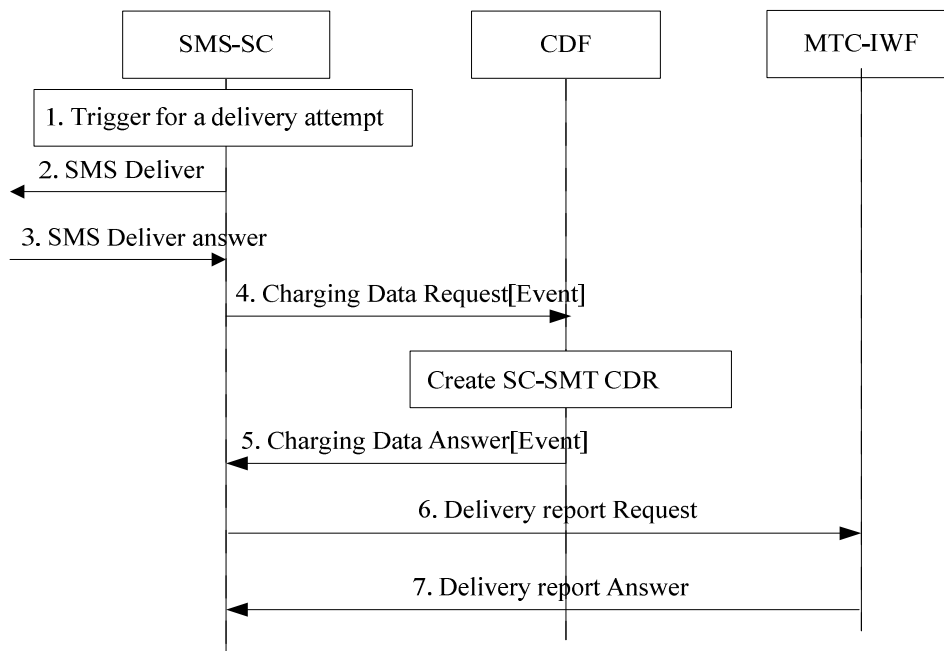 SMS-SC
CDF
MTC-IWF
1. Trigger for a delivery attempt
2. SMS Deliver
3. SMS Deliver answer
4. Charging Data Request[Event]
Create SC-SMT CDR
5. Charging Data Answer[Event]
6. Delivery report Request
7. Delivery report Answer